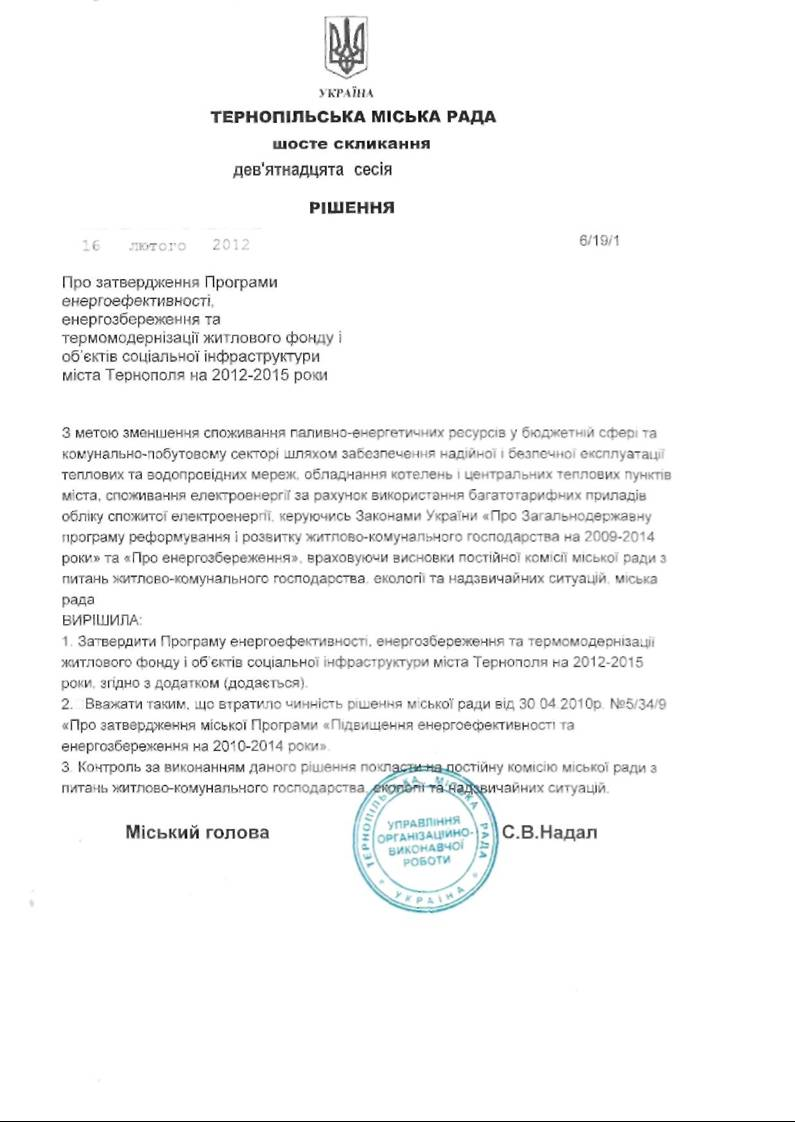 УКРАЇНА
ТЕРНОПІЛЬСЬКА МІСЬКА РАДА
шосте скликання
дев'ятнадцята сесія
РІШЕННЯ
16 лютого 2012
6/19/1
Про затвердження Програми
енергоефективності,
енергозбереження та
термомодернізації житлового фонду і
об'єктів соціальної інфраструктури
міста Тернополя на 2012-2015 роки
З метою зменшення споживання паливно-енергетичних ресурсів у бюджетній сфері та
комунально-побутовому секторі шляхом забезпечення надійної і безпечної експлуатації
теплових та водопровідних мереж, обладнання котелень і центральних теплових пунктів
міста, споживання електроенергії за рахунок використання багатотарифних приладів
обліку спожитої електроенергії, керуючись Законами України «Про Загальнодержавну
програму реформування і розвитку житлово-комунального господарства на 2009-2014
роки» та «Про енергозбереження», враховуючи висновки постійної комісії міської ради з
питань житлово-комунального господарства, екології та надзвичайних ситуацій, міська
рада
ВИРІШИЛА:
1. Затвердити Програму енергоефективності, енергозбереження та термомодернізації
житлового фонду і об'єктів соціальної інфраструктури міста Тернополя на 2012-2015
роки, згідно з додатком (додається).
2. Вважати таким, що втратило чинність рішення міської ради від 30.04.2010р. №5/34/9
«Про затвердження міської Програми «Підвищення енергоефективності та
енергозбереження на 2010-2014 роки».
3. Контроль за виконанням даного рішення покласти на постійну комісію міської ради з
питань житлово-комунального господарства, екології та надзвичайних ситуацій.
Міський голова
С.В.Надал
ТЕРНОПІЛЬСЬКА МІСЬКА РАДА
УПРАВЛІННЯ
ОРГАНІЗАЦІЙНО-
ВИКОНАВЧОЇ
РОБОТИ
* УКРАЇНА *